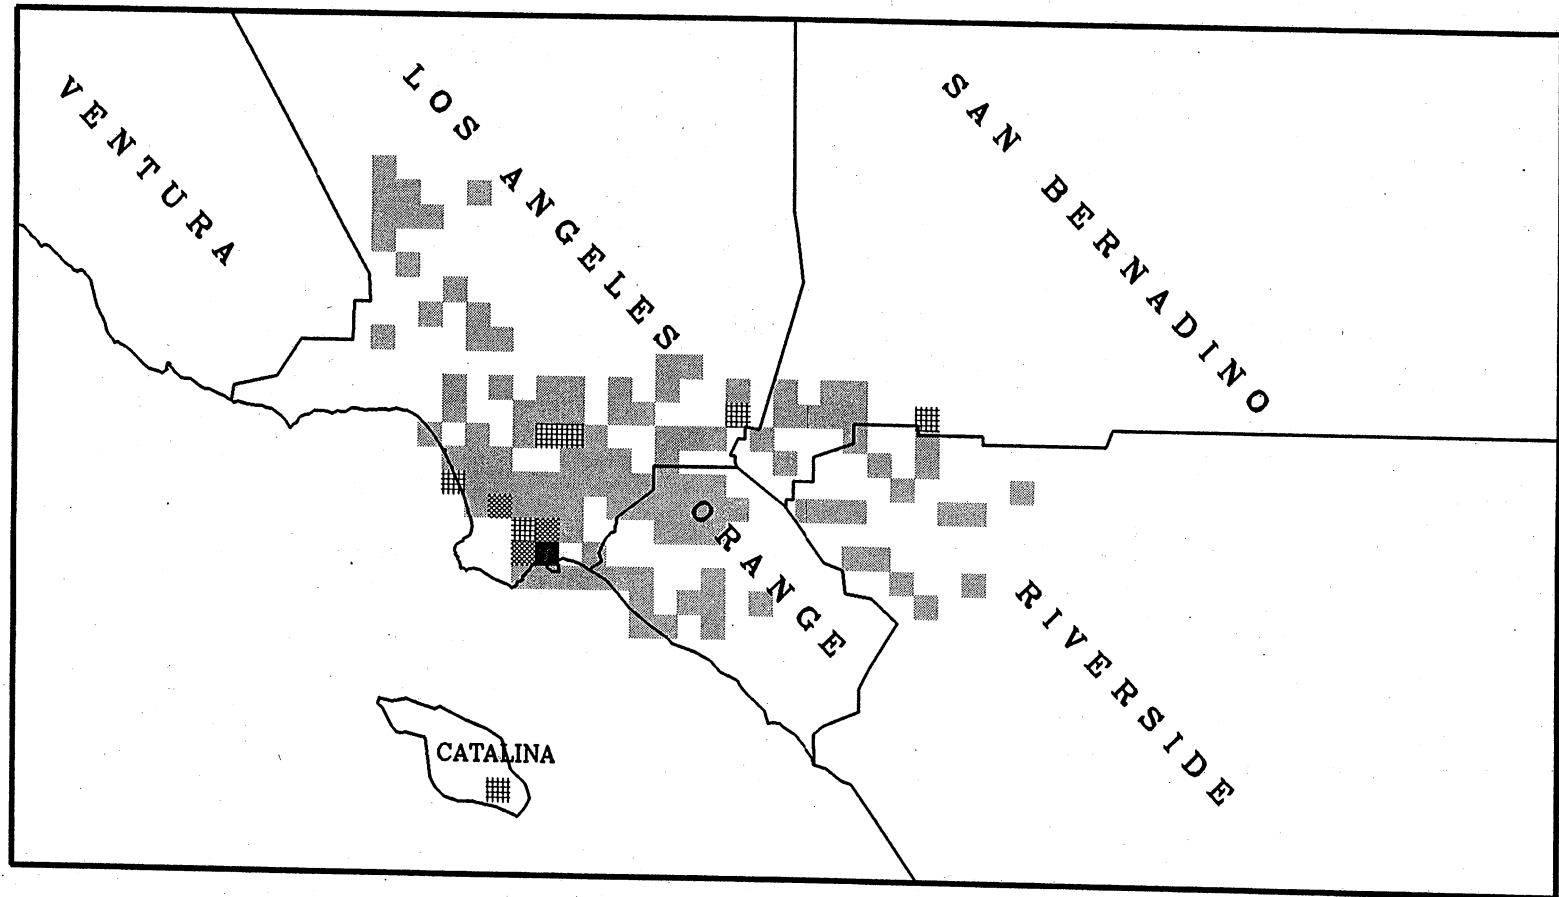 VENTURA
LOS ANGELES
SAN BERNADINO
ORANGE
RIVERSIDE
CATALINA